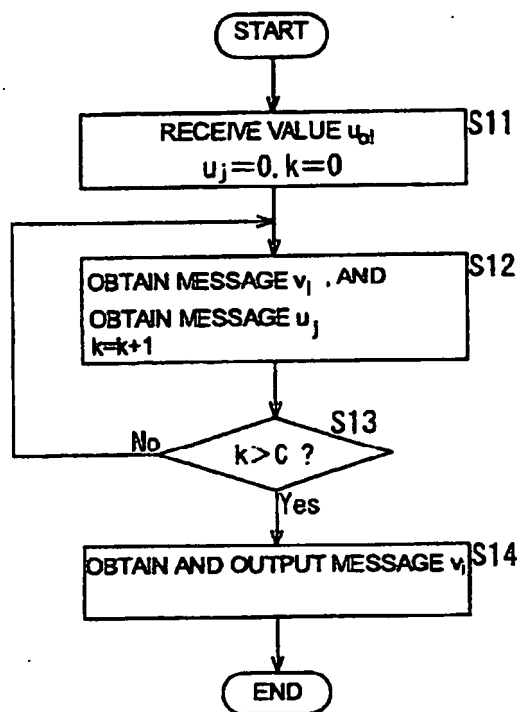 START
S11
RECEIVE VALUE u₀ᵢ
uⱼ=0, k=0
S12
OBTAIN MESSAGE vᵢ , AND
OBTAIN MESSAGE uⱼ
k=k+1
S13
No
k>C ?
Yes
S14
OBTAIN AND OUTPUT MESSAGE vᵢ
END